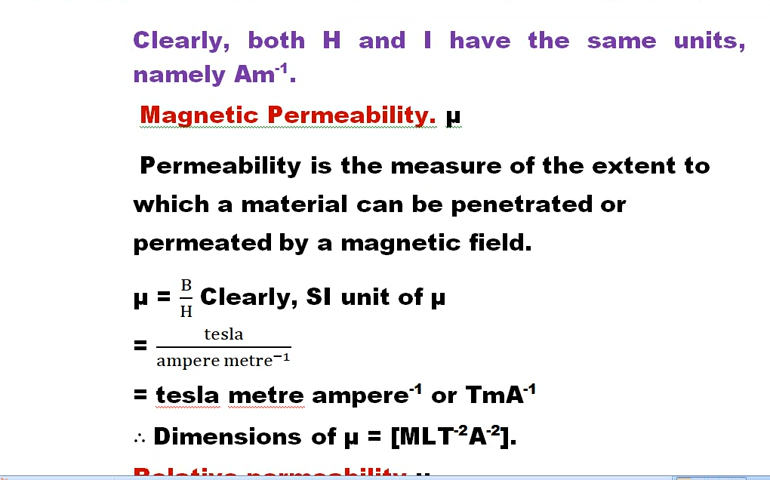 Clearly, both H and I have the same units,
namely Am⁻¹.
Magnetic Permeability. μ
Permeability is the measure of the extent to
which a material can be penetrated or
permeated by a magnetic field.
μ = B/H Clearly, SI unit of μ
= tesla/ampere metre⁻¹
= tesla metre ampere⁻¹ or TmA⁻¹
∴ Dimensions of μ = [MLT⁻²A⁻²].
Relative permeability